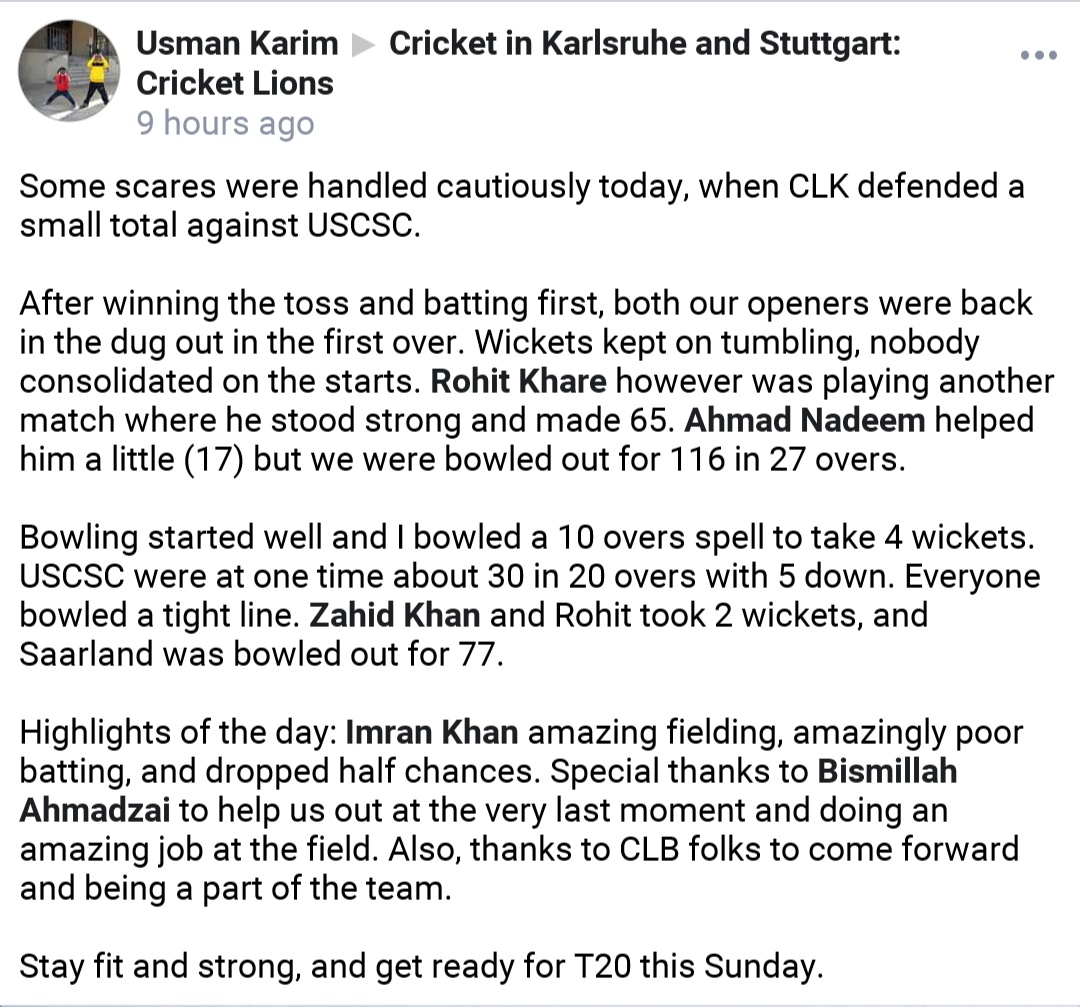 Usman Karim ▶ Cricket in Karlsruhe and Stuttgart:
Cricket Lions
9 hours ago
Some scares were handled cautiously today, when CLK defended a
small total against USCSC.
After winning the toss and batting first, both our openers were back
in the dug out in the first over. Wickets kept on tumbling, nobody
consolidated on the starts. Rohit Khare however was playing another
match where he stood strong and made 65. Ahmad Nadeem helped
him a little (17) but we were bowled out for 116 in 27 overs.
Bowling started well and I bowled a 10 overs spell to take 4 wickets.
USCSC were at one time about 30 in 20 overs with 5 down. Everyone
bowled a tight line. Zahid Khan and Rohit took 2 wickets, and
Saarland was bowled out for 77.
Highlights of the day: Imran Khan amazing fielding, amazingly poor
batting, and dropped half chances. Special thanks to Bismillah
Ahmadzai to help us out at the very last moment and doing an
amazing job at the field. Also, thanks to CLB folks to come forward
and being a part of the team.
Stay fit and strong, and get ready for T20 this Sunday.